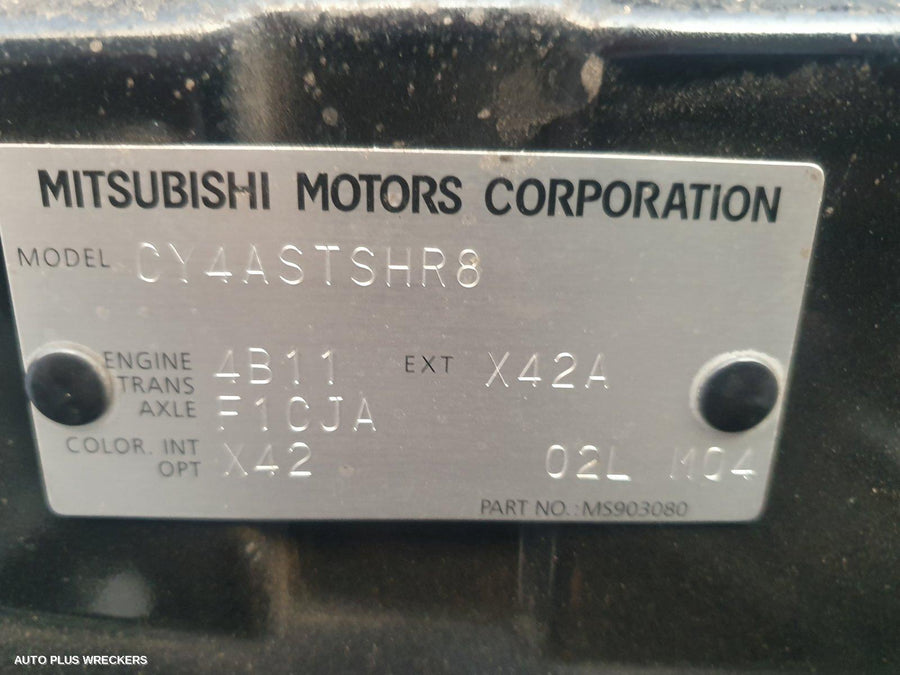 MITSUBISHI MOTORS CORPORATION
MODEL CY4ASTSHR8
ENGINE 4B11 EXT X42A
TRANS
AXLE F1CJA
COLOR. INT X42 02L M04
OPT
PART NO.: MS903080
AUTO PLUS WRECKERS